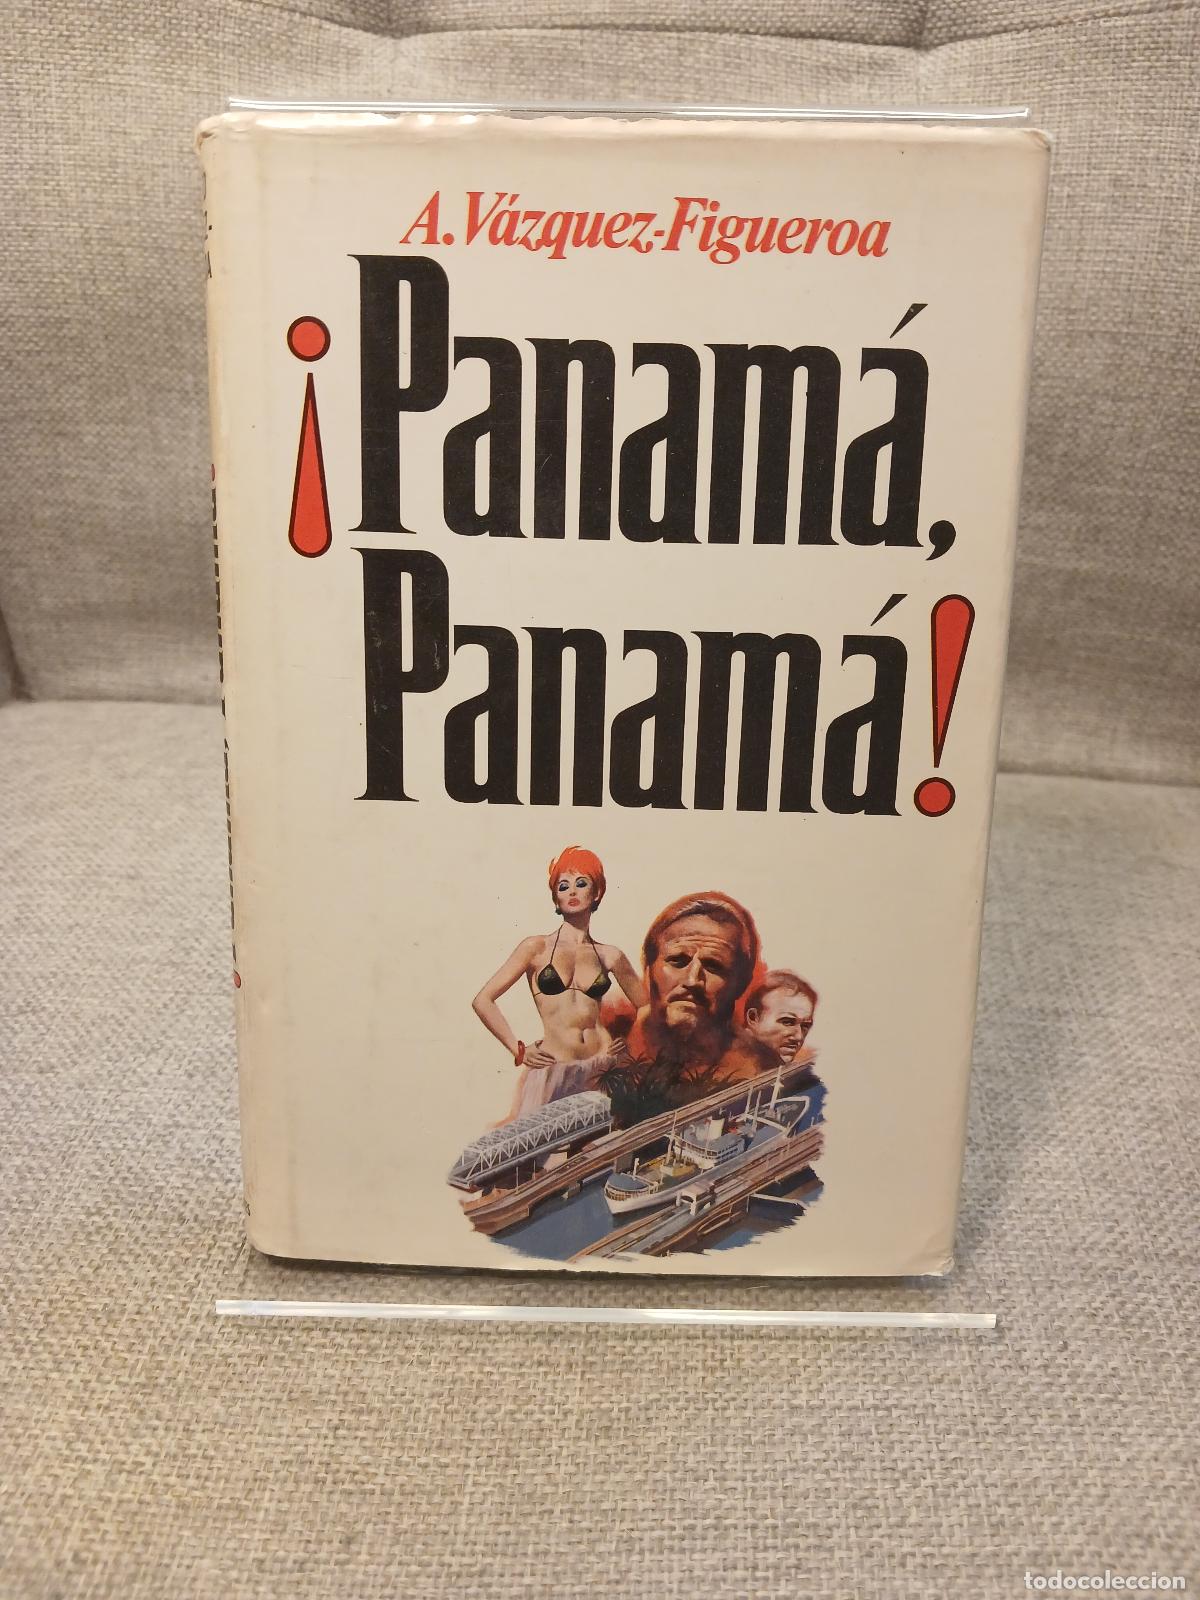 A. Vázquez-Figueroa
¡Panamá,
Panamá!
todocoleccion